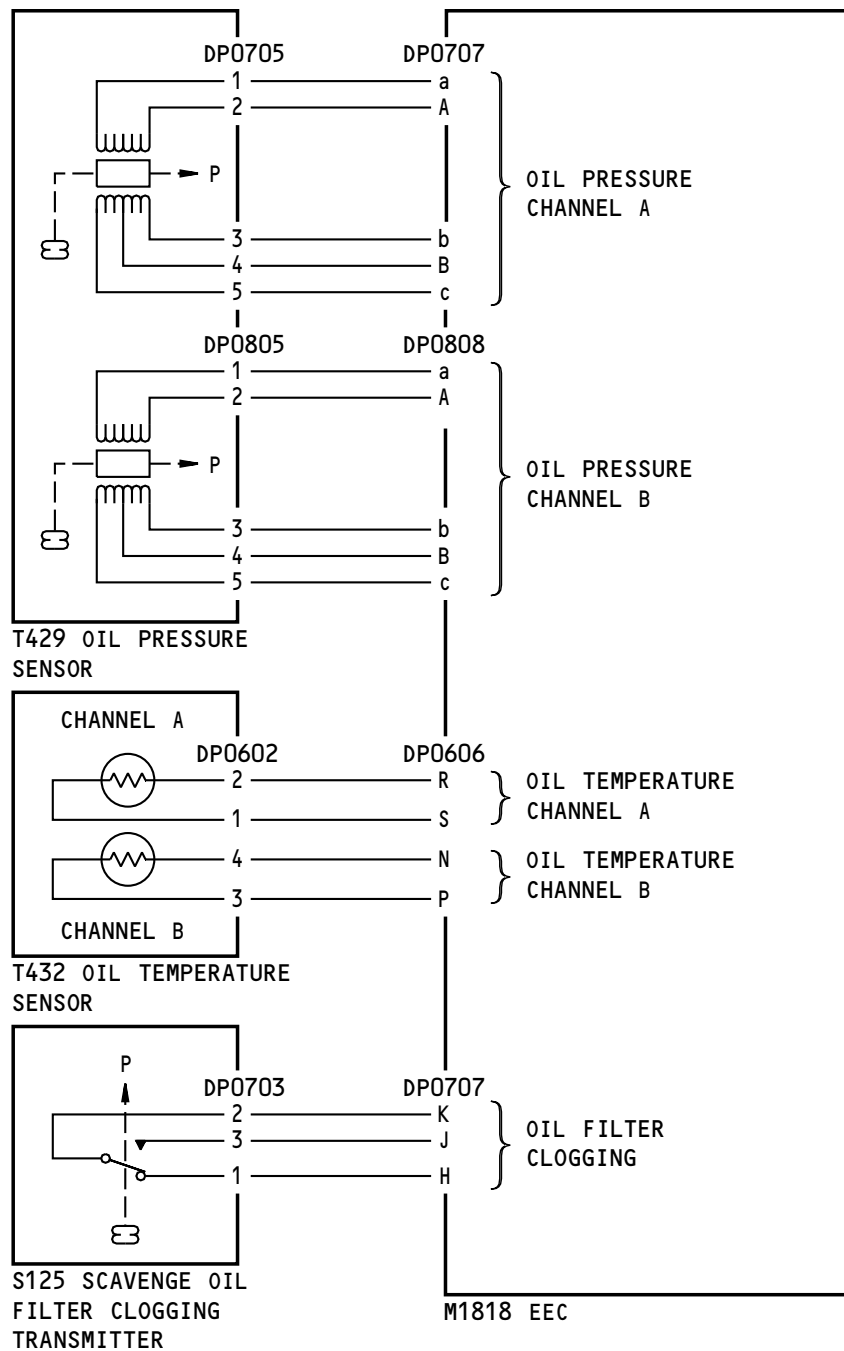 DP0705 DP0707
1 a
2 A
P
OIL PRESSURE
CHANNEL A
3 b
4 B
5 c
DP0805 DP0808
1 a
2 A
P
OIL PRESSURE
CHANNEL B
3 b
4 B
5 c
T429 OIL PRESSURE
SENSOR
CHANNEL A
DP0602 DP0606
2 R
1 S
OIL TEMPERATURE
CHANNEL A
4 N
3 P
OIL TEMPERATURE
CHANNEL B
CHANNEL B
T432 OIL TEMPERATURE
SENSOR
P
DP0703 DP0707
2 K
3 J
1 H
OIL FILTER
CLOGGING
S125 SCAVENGE OIL
FILTER CLOGGING
TRANSMITTER
M1818 EEC